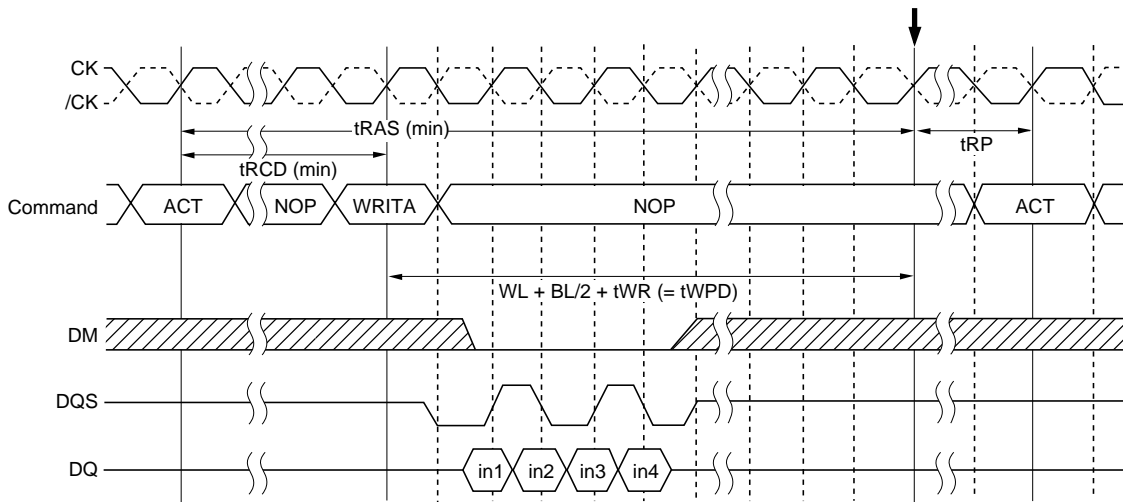 CK
/CK
tRAS (min)
tRP
tRCD (min)
Command ACT NOP WRITA NOP ACT
WL + BL/2 + tWR (= tWPD)
DM
DQS
DQ in1 in2 in3 in4